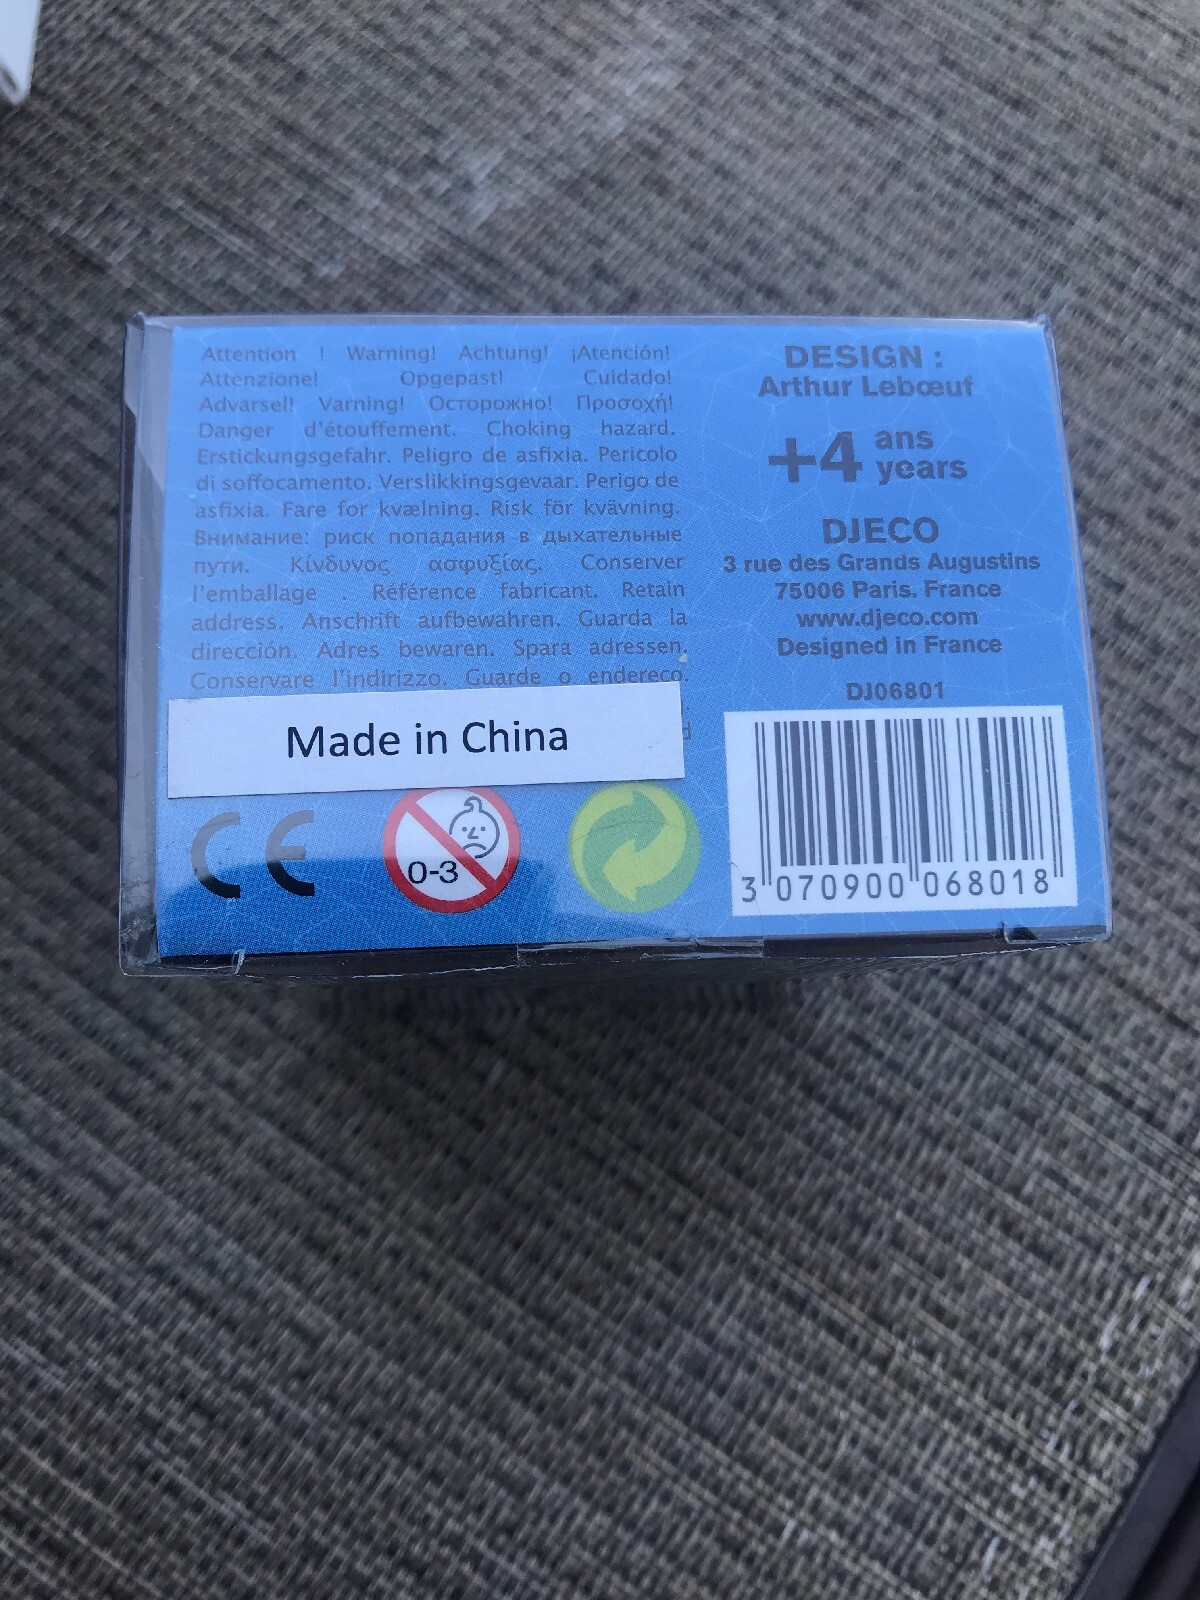 Attention ! Warning! Achtung! ¡Atención!
Attenzione! Opgepast! Cuidado!
Advarsel! Varning! Осторожно! Προσοχή!
Danger d'étouffement. Choking hazard.
Erstickungsgefahr. Peligro de asfixia. Pericolo
di soffocamento. Verslikkingsgevaar. Perigo de
asfixia. Fare for kvælning. Risk för kvävning.
Внимание: риск попадания в дыхательные
пути. Κίνδυνος ασφυξίας. Conserver
l'emballage . Référence fabricant. Retain
address. Anschrift aufbewahren. Guarda la
dirección. Adres bewaren. Spara adressen.
Conservare l'indirizzo. Guarde o endereço.
Made in China
CE
0-3
DESIGN :
Arthur Lebœuf
+4 ans
years
DJECO
3 rue des Grands Augustins
75006 Paris. France
www.djeco.com
Designed in France
DJ06801
3 070900 068018